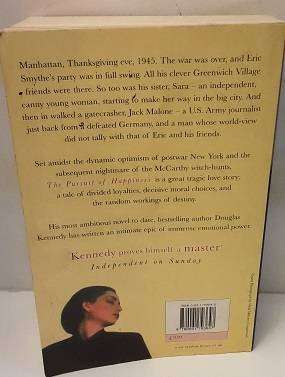 Manhattan, Thanksgiving eve, 1945. The war was over, and Eric
Smythe's party was in full swing. All his clever Greenwich Village
friends were there. So too was his sister, Sara – an independent,
canny young woman, starting to make her way in the big city. And
then in walked a gatecrasher, Jack Malone – a U.S. Army journalist
just back from a defeated Germany, and a man whose world-view
did not tally with that of Eric and his friends.
Set amidst the dynamic optimism of postwar New York and the
subsequent nightmare of the McCarthy witch-hunts,
The Pursuit of Happiness is a great tragic love story;
a tale of divided loyalties, decisive moral choices, and
the random workings of destiny.
His most ambitious novel to date, bestselling author Douglas
Kennedy has written an intimate epic of immense emotional power.
'Kennedy proves himself a master'
Independent on Sunday